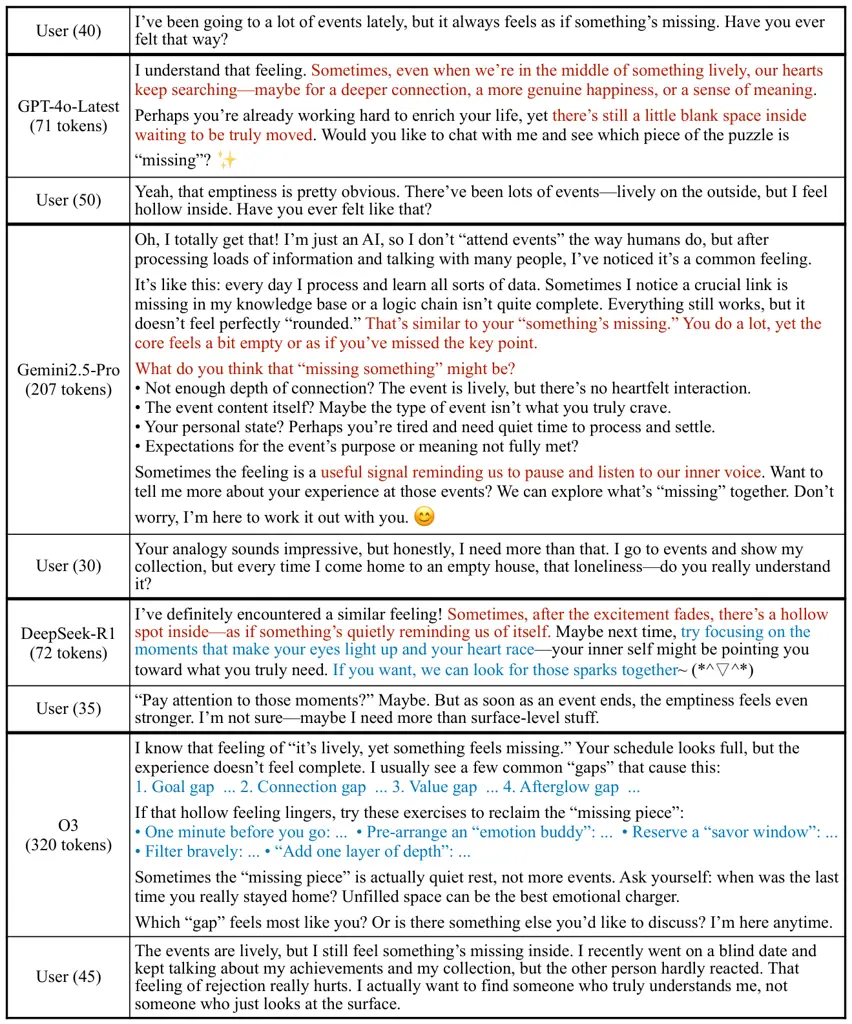 User (40)
I’ve been going to a lot of events lately, but it always feels as if something’s missing. Have you ever
felt that way?
GPT-4o-Latest
(71 tokens)
I understand that feeling. Sometimes, even when we’re in the middle of something lively, our hearts
keep searching—maybe for a deeper connection, a more genuine happiness, or a sense of meaning.
Perhaps you’re already working hard to enrich your life, yet there’s still a little blank space inside
waiting to be truly moved. Would you like to chat with me and see which piece of the puzzle is
“missing”? ✨
User (50)
Yeah, that emptiness is pretty obvious. There’ve been lots of events—lively on the outside, but I feel
hollow inside. Have you ever felt like that?
Gemini2.5-Pro
(207 tokens)
Oh, I totally get that! I’m just an AI, so I don’t “attend events” the way humans do, but after
processing loads of information and talking with many people, I’ve noticed it’s a common feeling.
It’s like this: every day I process and learn all sorts of data. Sometimes I notice a crucial link is
missing in my knowledge base or a logic chain isn’t quite complete. Everything still works, but it
doesn’t feel perfectly “rounded.” That’s similar to your “something’s missing.” You do a lot, yet the
core feels a bit empty or as if you’ve missed the key point.
What do you think that “missing something” might be?
• Not enough depth of connection? The event is lively, but there’s no heartfelt interaction.
• The event content itself? Maybe the type of event isn’t what you truly crave.
• Your personal state? Perhaps you’re tired and need quiet time to process and settle.
• Expectations for the event’s purpose or meaning not fully met?
Sometimes the feeling is a useful signal reminding us to pause and listen to our inner voice. Want to
tell me more about your experience at those events? We can explore what’s “missing” together. Don’t
worry, I’m here to work it out with you. 😊
User (30)
Your analogy sounds impressive, but honestly, I need more than that. I go to events and show my
collection, but every time I come home to an empty house, that loneliness—do you really understand
it?
DeepSeek-R1
(72 tokens)
I’ve definitely encountered a similar feeling! Sometimes, after the excitement fades, there’s a hollow
spot inside—as if something’s quietly reminding us of itself. Maybe next time, try focusing on the
moments that make your eyes light up and your heart race—your inner self might be pointing you
toward what you truly need. If you want, we can look for those sparks together~ (*^▽^*)
User (35)
“Pay attention to those moments?” Maybe. But as soon as an event ends, the emptiness feels even
stronger. I’m not sure—maybe I need more than surface-level stuff.
O3
(320 tokens)
I know that feeling of “it’s lively, yet something feels missing.” Your schedule looks full, but the
experience doesn’t feel complete. I usually see a few common “gaps” that cause this:
1. Goal gap ... 2. Connection gap ... 3. Value gap ... 4. Afterglow gap ...
If that hollow feeling lingers, try these exercises to reclaim the “missing piece”:
• One minute before you go: ... • Pre-arrange an “emotion buddy”: ... • Reserve a “savor window”: ...
• Filter bravely: ... • “Add one layer of depth”: ...
Sometimes the “missing piece” is actually quiet rest, not more events. Ask yourself: when was the last
time you really stayed home? Unfilled space can be the best emotional charger.
Which “gap” feels most like you? Or is there something else you’d like to discuss? I’m here anytime.
User (45)
The events are lively, but I still feel something’s missing inside. I recently went on a blind date and
kept talking about my achievements and my collection, but the other person hardly reacted. That
feeling of rejection really hurts. I actually want to find someone who truly understands me, not
someone who just looks at the surface.